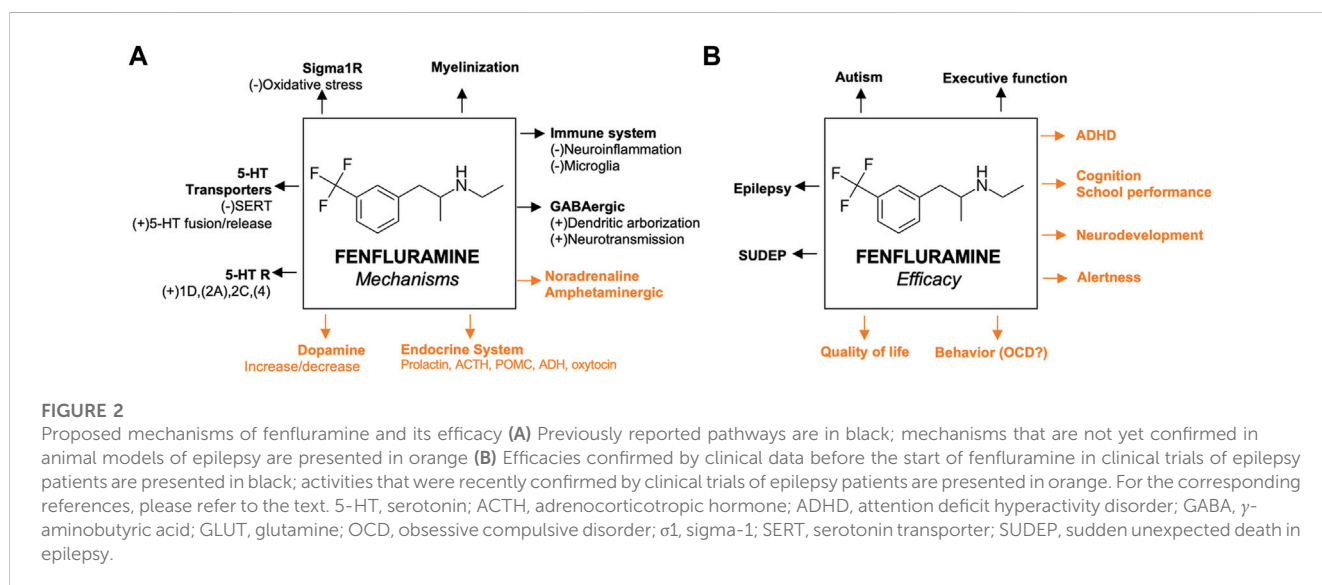 A
Sigma1R
(-)Oxidative stress
Myelinization
Immune system
(-)Neuroinflammation
(-)Microglia
5-HT
Transporters
(-)SERT
(+)5-HT fusion/release
GABAergic
(+)Dendritic arborization
(+)Neurotransmission
5-HT R
(+)1D,(2A),2C,(4)
F
F
F
H
N
FENFLURAMINE
Mechanisms
Noradrenaline
Amphetaminergic
Dopamine
Increase/decrease
Endocrine System
Prolactin, ACTH, POMC, ADH, oxytocin
B
Autism
Executive function
ADHD
Epilepsy
Cognition
School performance
SUDEP
Neurodevelopment
F
F
F
H
N
FENFLURAMINE
Efficacy
Alertness
Quality of life
Behavior (OCD?)
FIGURE 2
Proposed mechanisms of fenfluramine and its efficacy (A) Previously reported pathways are in black; mechanisms that are not yet confirmed in
animal models of epilepsy are presented in orange (B) Efficacies confirmed by clinical data before the start of fenfluramine in clinical trials of epilepsy
patients are presented in black; activities that were recently confirmed by clinical trials of epilepsy patients are presented in orange. For the corresponding
references, please refer to the text. 5-HT, serotonin; ACTH, adrenocorticotropic hormone; ADHD, attention deficit hyperactivity disorder; GABA, γ-
aminobutyric acid; GLUT, glutamine; OCD, obsessive compulsive disorder; σ1, sigma-1; SERT, serotonin transporter; SUDEP, sudden unexpected death in
epilepsy.